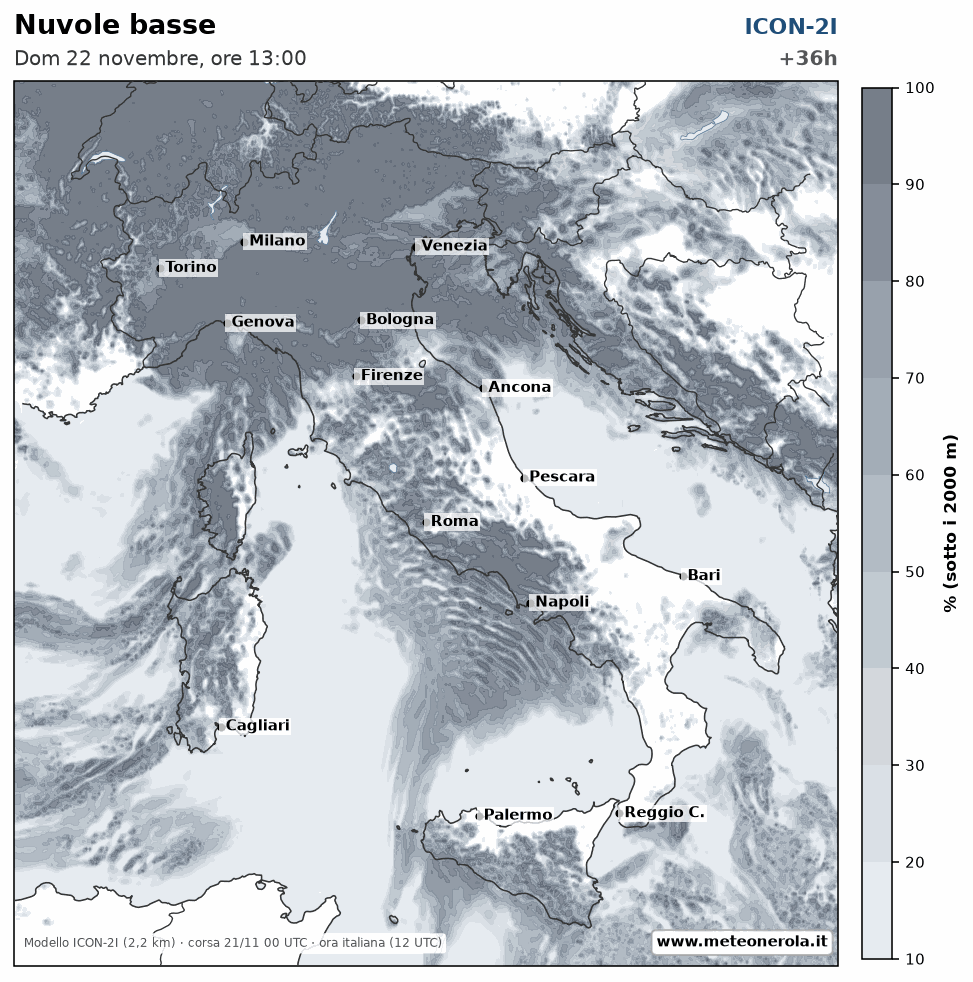 Nuvole basse
ICON-2I
Dom 22 novembre, ore 13:00
+36h
100
90
80
70
60
50
40
30
20
10
% (sotto i 2000 m)
Milano
Venezia
Torino
Genova
Bologna
Firenze
Ancona
Pescara
Roma
Bari
Napoli
Cagliari
Palermo
Reggio C.
Modello ICON-2I (2,2 km) · corsa 21/11 00 UTC · ora italiana (12 UTC)
www.meteonerola.it